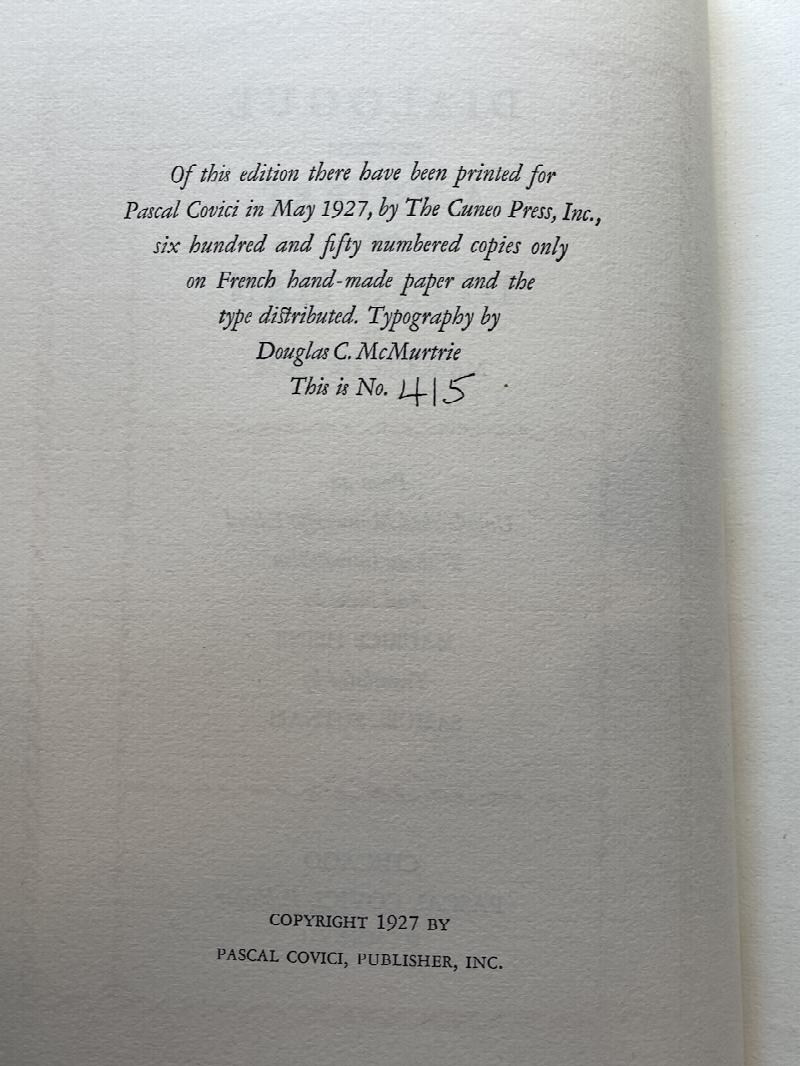 Of this edition there have been printed for
Pascal Covici in May 1927, by The Cuneo Press, Inc.,
six hundred and fifty numbered copies only
on French hand-made paper and the
type distributed. Typography by
Douglas C. McMurtrie
This is No. 415
COPYRIGHT 1927 BY
PASCAL COVICI, PUBLISHER, INC.